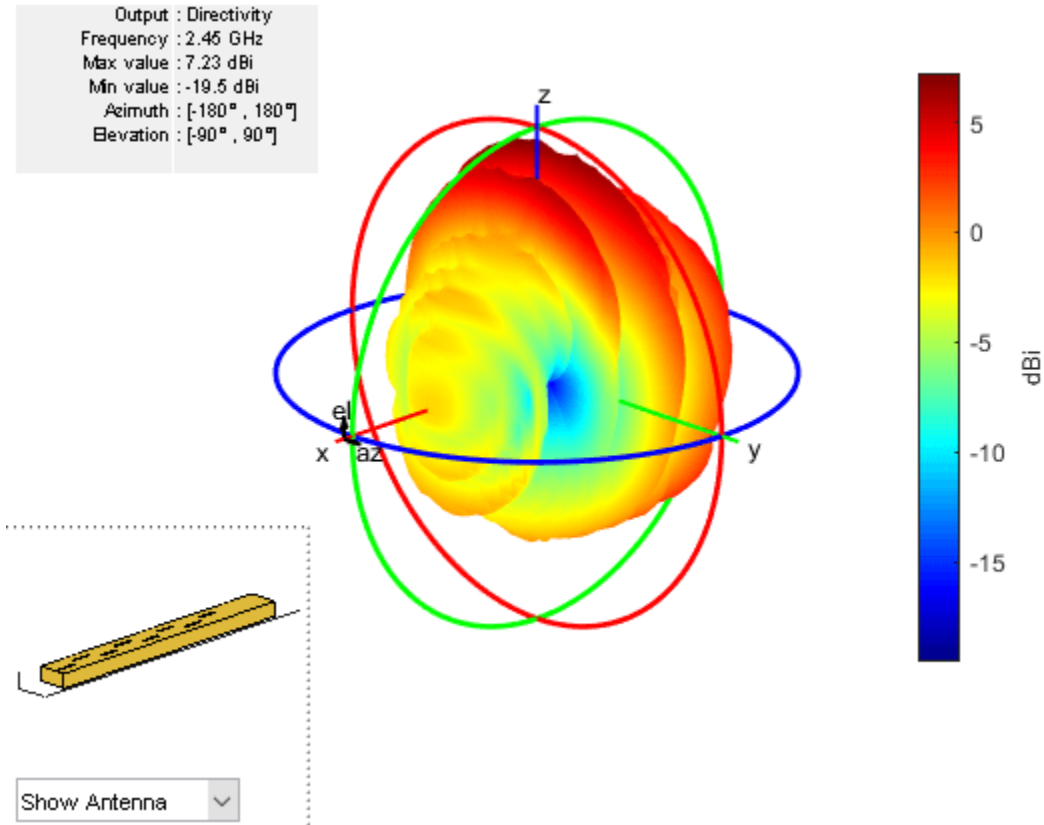 Output : Directivity
Frequency : 2.45 GHz
Max value : 7.23 dBi
Min value : -19.5 dBi
Azimuth : [-180° , 180°]
Elevation : [-90° , 90°]
z
x
y
el
az
5
0
-5
-10
-15
dBi
Show Antenna